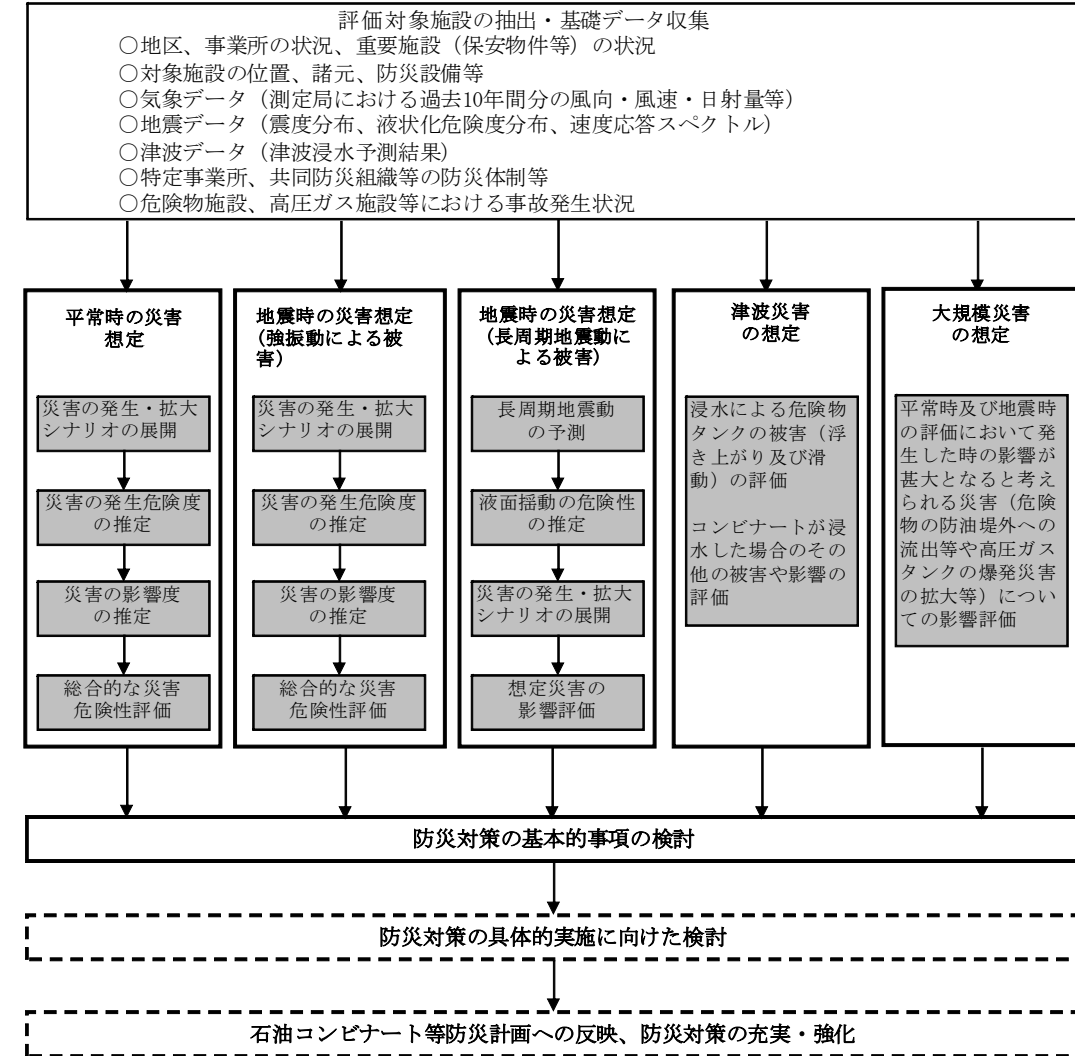 評価対象施設の抽出・基礎データ収集
○地区、事業所の状況、重要施設（保安物件等）の状況
○対象施設の位置、諸元、防災設備等
○気象データ（測定局における過去10年間分の風向・風速・日射量等）
○地震データ（震度分布、液状化危険度分布、速度応答スペクトル）
○津波データ（津波浸水予測結果）
○特定事業所、共同防災組織等の防災体制等
○危険物施設、高圧ガス施設等における事故発生状況
平常時の災害
想定
災害の発生・拡大
シナリオの展開
災害の発生危険度
の推定
災害の影響度
の推定
総合的な災害
危険性評価
地震時の災害想定
（強振動による被
害）
災害の発生・拡大
シナリオの展開
災害の発生危険度
の推定
災害の影響度
の推定
総合的な災害
危険性評価
地震時の災害想定
（長周期地震動に
よる被害）
長周期地震動
の予測
液面揺動の危険性
の推定
災害の発生・拡大
シナリオの展開
想定災害の
影響評価
津波災害
の想定
浸水による危険物
タンクの被害（浮
き上がり及び滑
動）の評価
コンビナートが浸
水した場合のその
他の被害や影響の
評価
大規模災害
の想定
平常時及び地震時
の評価において発
生した時の影響が
甚大となると考え
られる災害（危険
物の防油堤外への
流出等や高圧ガス
タンクの爆発災害
の拡大等）につい
ての影響評価
防災対策の基本的事項の検討
防災対策の具体的実施に向けた検討
石油コンビナート等防災計画への反映、防災対策の充実・強化